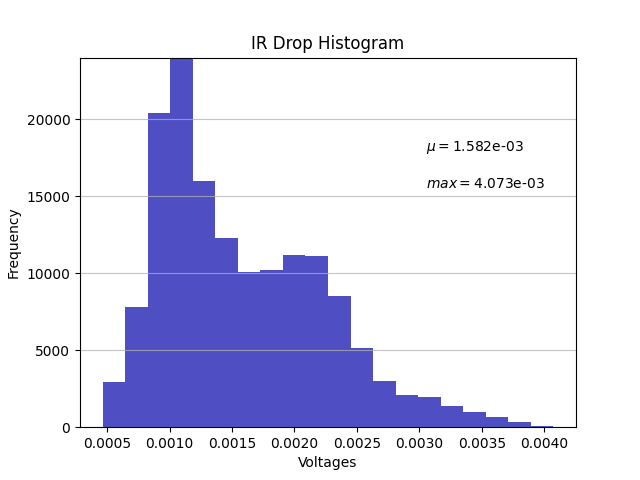 IR Drop Histogram
20000
15000
10000
5000
0
Frequency
μ = 1.582e-03
max = 4.073e-03
0.0005 0.0010 0.0015 0.0020 0.0025 0.0030 0.0035 0.0040
Voltages